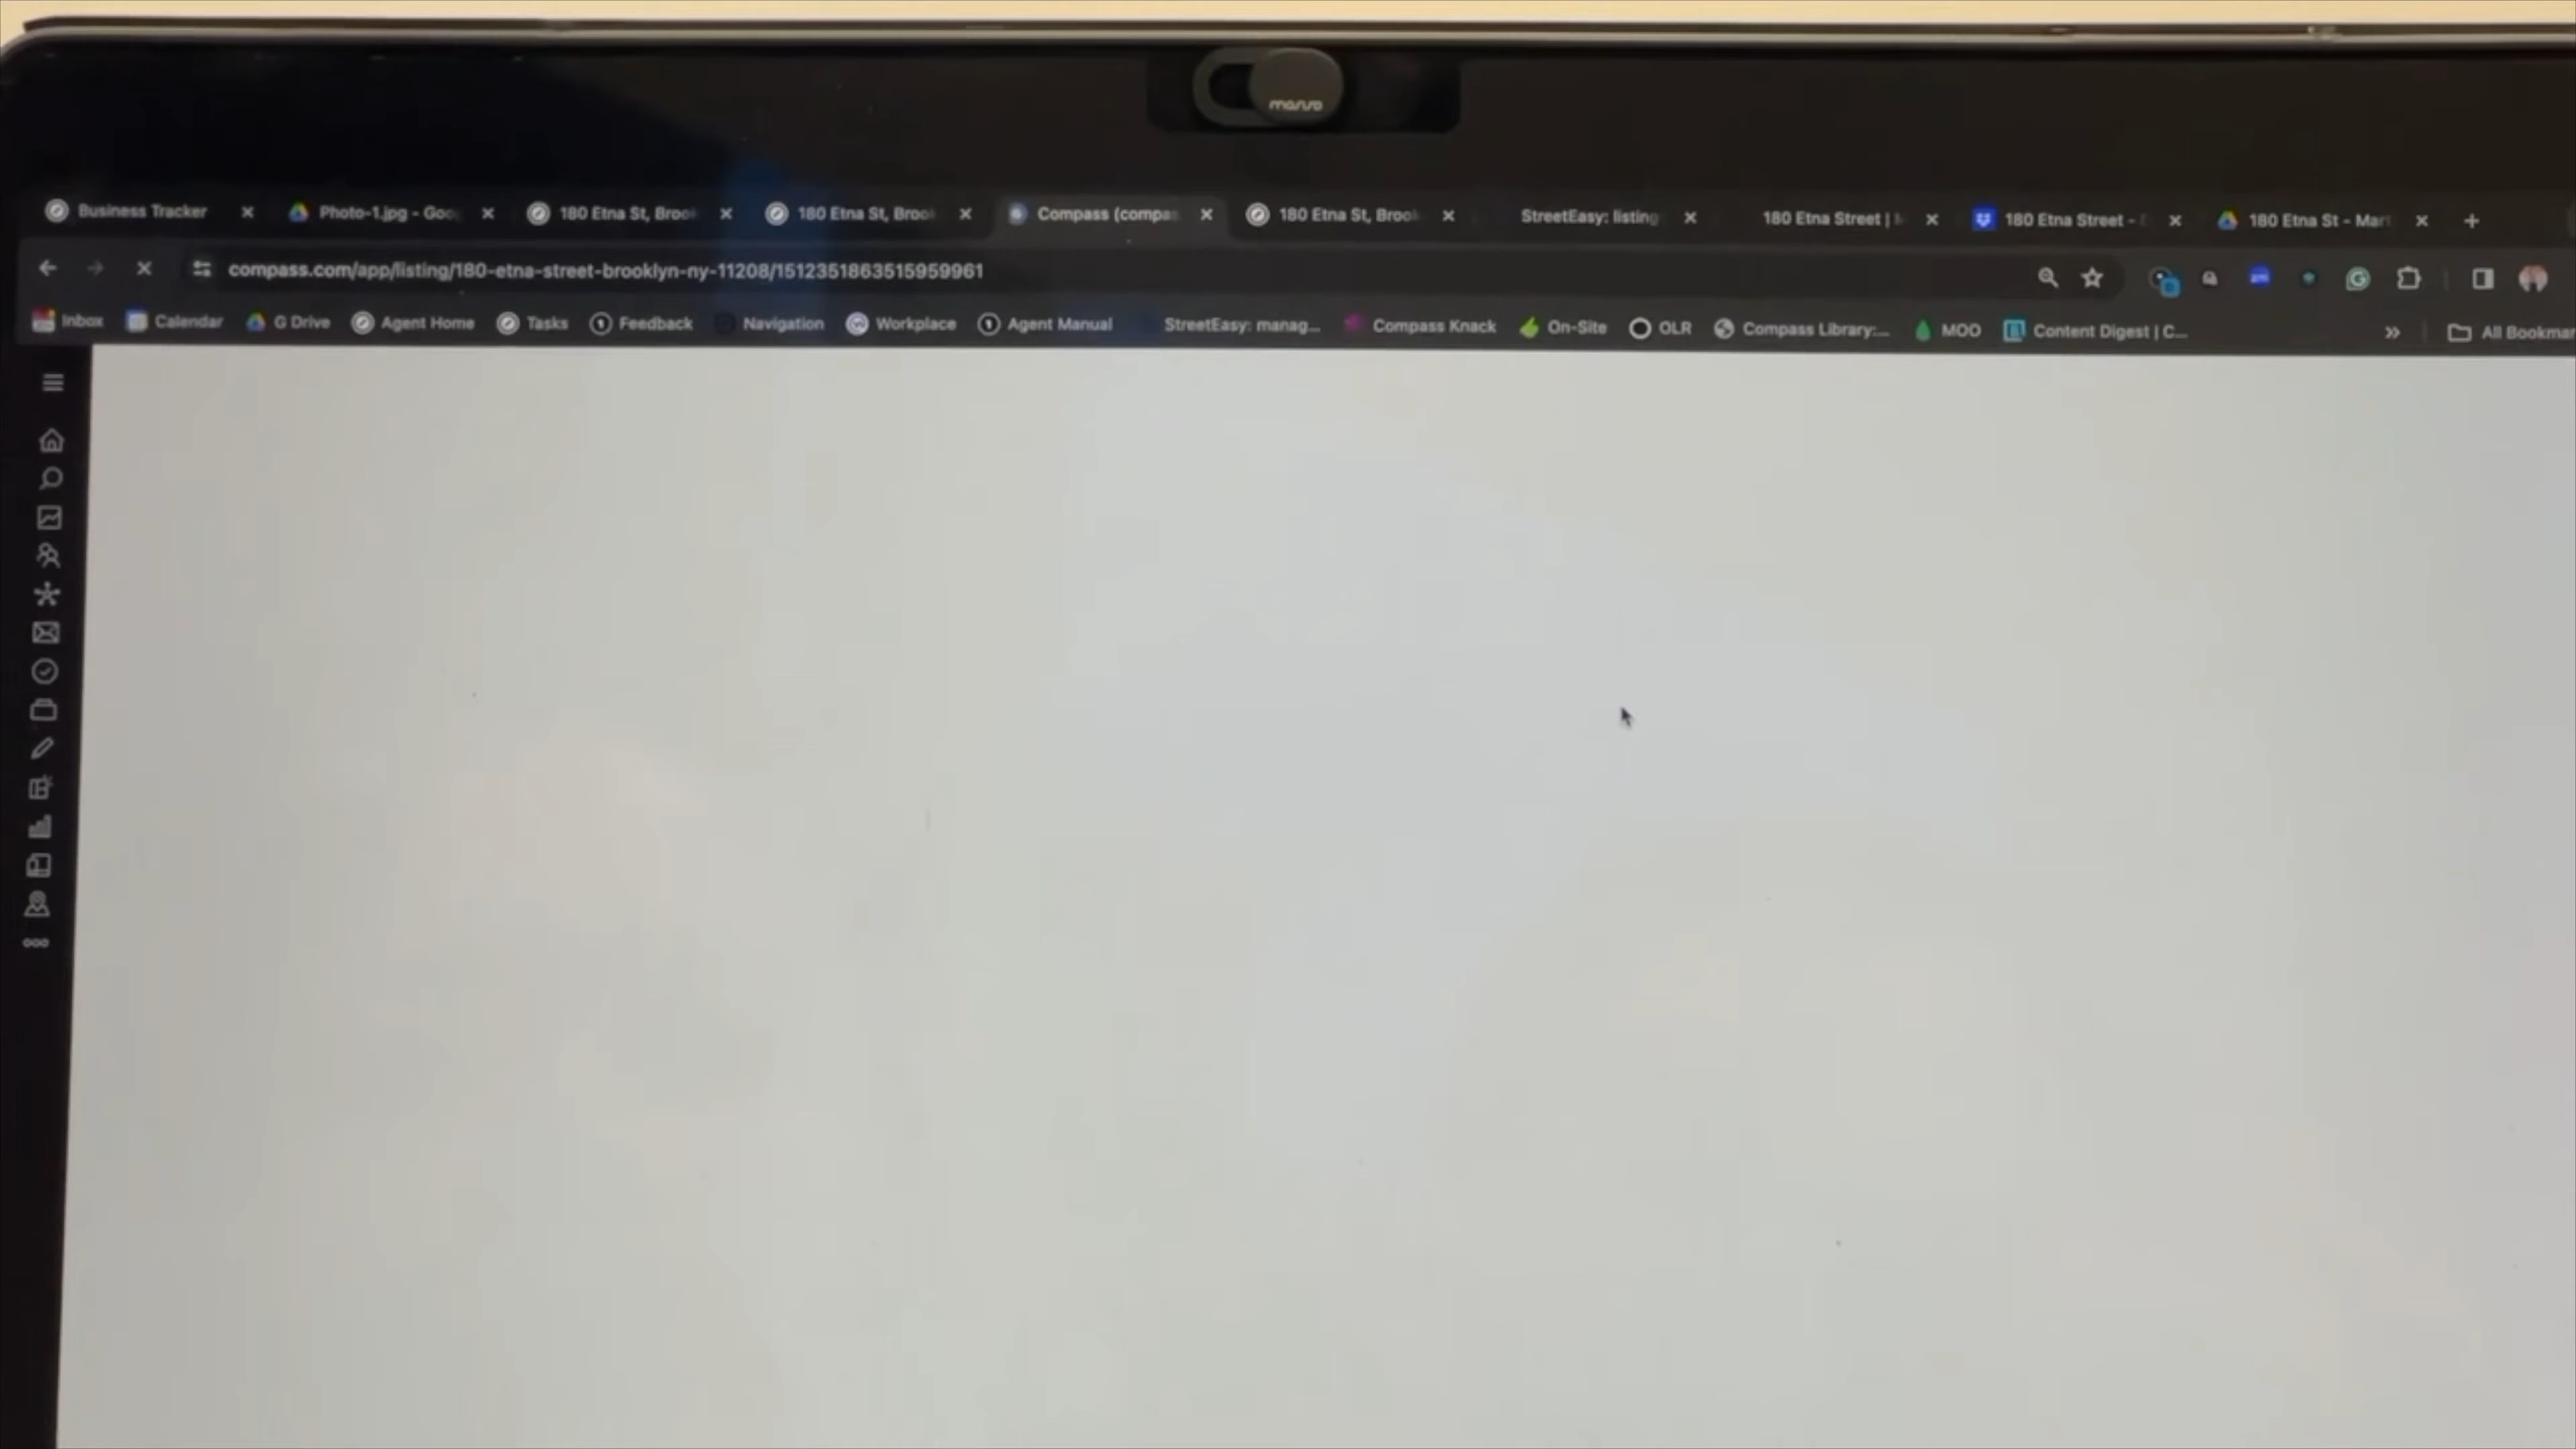 Business Tracker Photo-1.jpg - Goo 180 Etna St, Broo 180 Etna St, Broo Compass (compas 180 Etna St, Broo StreetEasy: listing 180 Etna Street | 180 Etna Street - 180 Etna St - Mar
compass.com/app/listing/180-etna-street-brooklyn-ny-11208/1512351863515959961
Inbox Calendar G Drive Agent Home Tasks Feedback Navigation Workplace Agent Manual StreetEasy: manag... Compass Knack On-Site OLR Compass Library:... MOO Content Digest | C... » All Bookmar